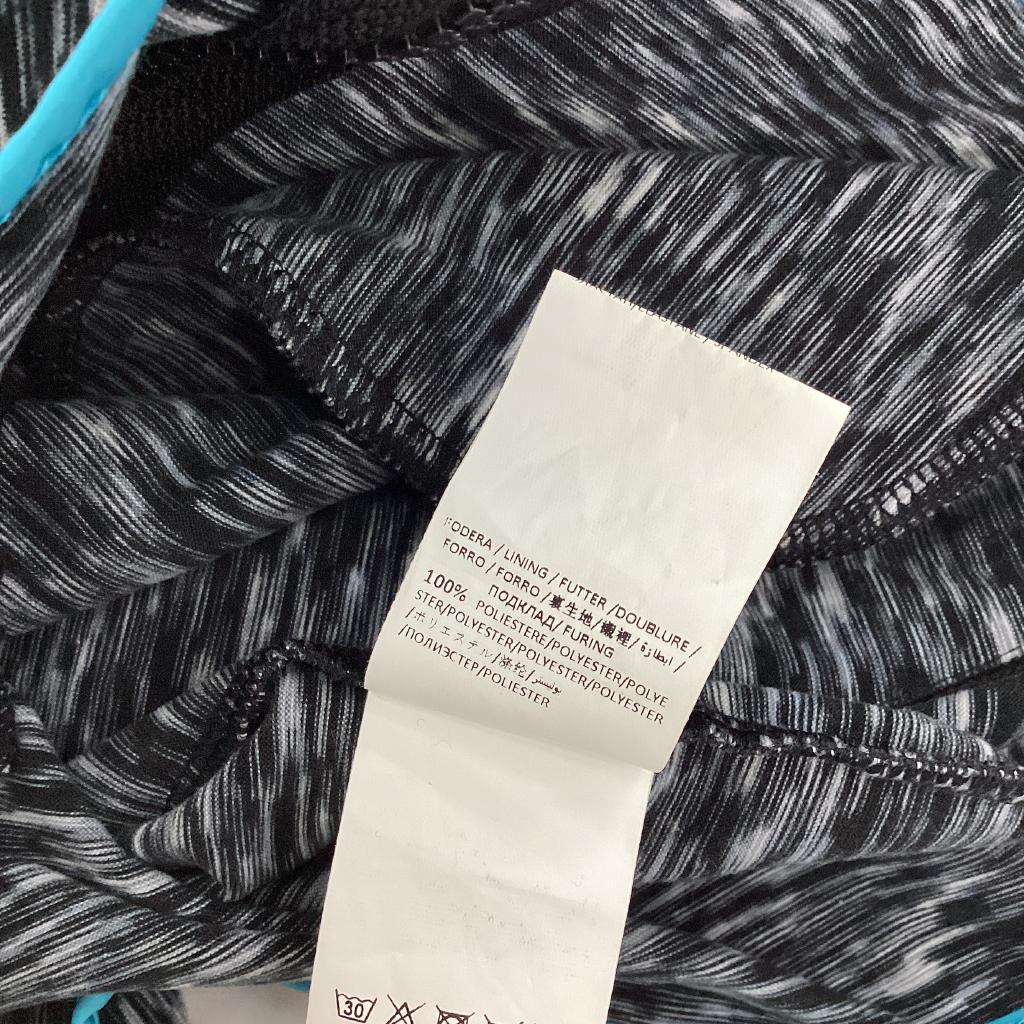 FODERA / LINING / FUTTER /DOUBLURE /
FORRO / FORRO /裏生地/襯裡/ ابطازة /
ПОДКЛАД/ FURING
100% POLIESTERE/POLYESTER/POLYE
STER/POLYESTER/POLYESTER/POLYESTER
/ポリエステル/涤纶/بوليستر
/ПОЛИЭСТЕР/POLIESTER
30